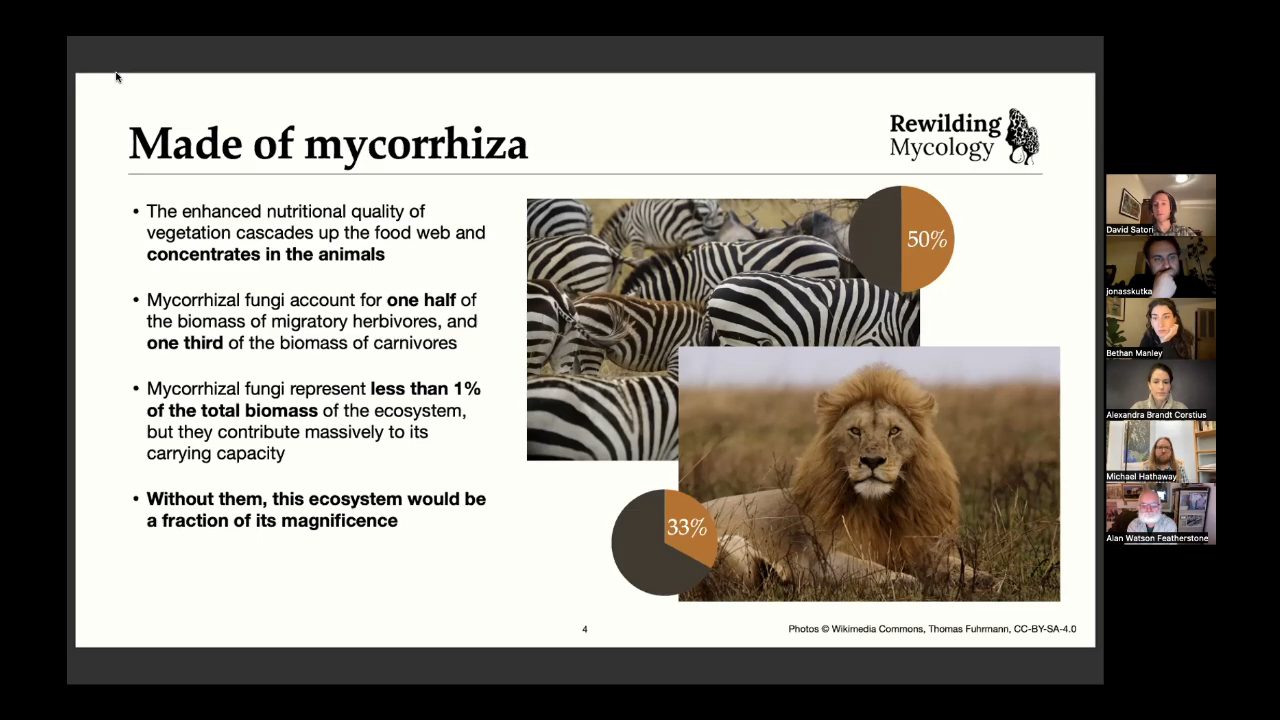 Made of mycorrhiza
Rewilding
Mycology
• The enhanced nutritional quality of
vegetation cascades up the food web and
concentrates in the animals
• Mycorrhizal fungi account for one half of
the biomass of migratory herbivores, and
one third of the biomass of carnivores
• Mycorrhizal fungi represent less than 1%
of the total biomass of the ecosystem,
but they contribute massively to its
carrying capacity
• Without them, this ecosystem would be
a fraction of its magnificence
50%
33%
4
Photos © Wikimedia Commons, Thomas Fuhrmann, CC-BY-SA-4.0
David Satori
jonasskutka
Bethan Manley
Alexandra Brandt Corstius
Michael Hathaway
Alan Watson Featherstone